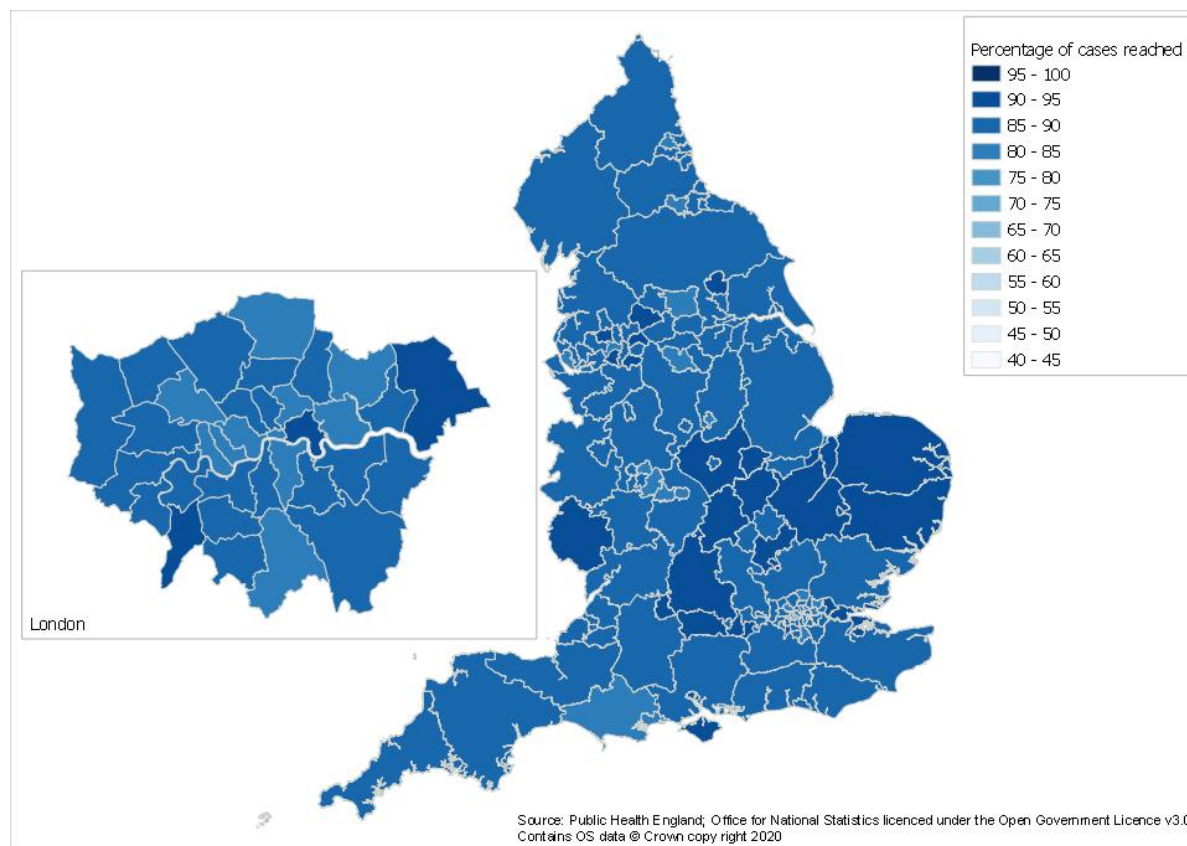 Percentage of cases reached
95 - 100
90 - 95
85 - 90
80 - 85
75 - 80
70 - 75
65 - 70
60 - 65
55 - 60
50 - 55
45 - 50
40 - 45
London
Source: Public Health England; Office for National Statistics licenced under the Open Government Licence v3.0
Contains OS data © Crown copy right 2020